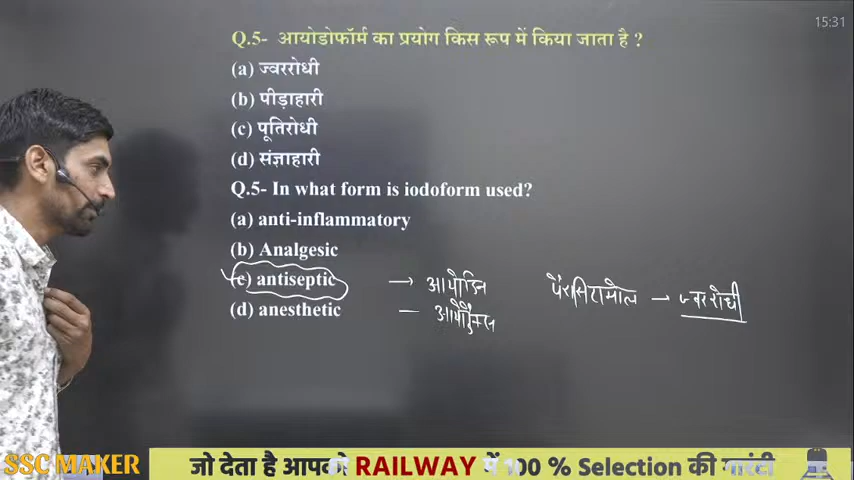 15:31
Q.5- आयोडोफॉर्म का प्रयोग किस रूप में किया जाता है ?
(a) ज्वररोधी
(b) पीड़ाहारी
(c) पूतिरोधी
(d) संज्ञाहारी
Q.5- In what form is iodoform used?
(a) anti-inflammatory
(b) Analgesic
(c) antiseptic → आयोडिन पैरासिटामोल → ज्वररोधी
(d) anesthetic –
SSC MAKER
जो देता है आपको RAILWAY में 100 % Selection की गारंटी